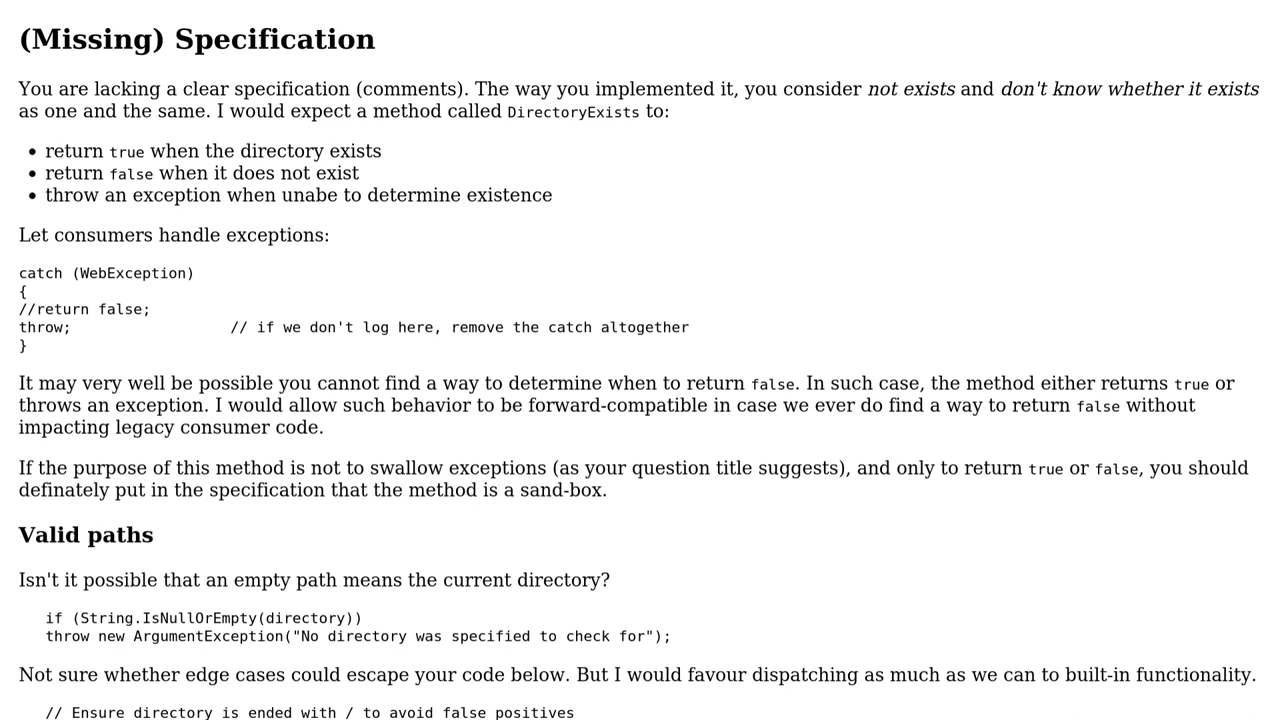 (Missing) Specification
You are lacking a clear specification (comments). The way you implemented it, you consider not exists and don't know whether it exists
as one and the same. I would expect a method called DirectoryExists to:
• return true when the directory exists
• return false when it does not exist
• throw an exception when unabe to determine existence
Let consumers handle exceptions:
catch (WebException)
{
//return false;
throw;                  // if we don't log here, remove the catch altogether
}
It may very well be possible you cannot find a way to determine when to return false. In such case, the method either returns true or
throws an exception. I would allow such behavior to be forward-compatible in case we ever do find a way to return false without
impacting legacy consumer code.
If the purpose of this method is not to swallow exceptions (as your question title suggests), and only to return true or false, you should
definately put in the specification that the method is a sand-box.
Valid paths
Isn't it possible that an empty path means the current directory?
   if (String.IsNullOrEmpty(directory))
   throw new ArgumentException("No directory was specified to check for");
Not sure whether edge cases could escape your code below. But I would favour dispatching as much as we can to built-in functionality.
   // Ensure directory is ended with / to avoid false positives